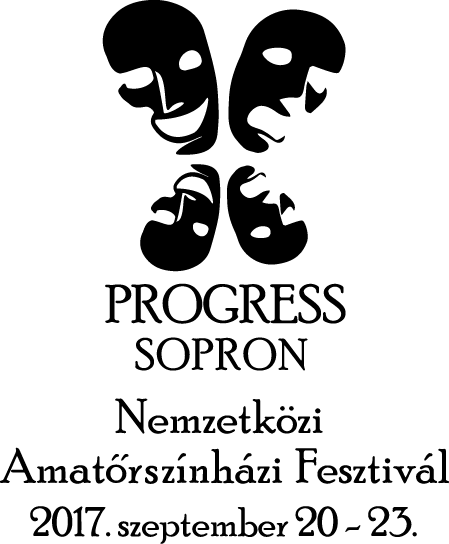 PROGRESS
SOPRON
Nemzetközi
Amatőrszínházi Fesztivál
2017. szeptember 20 - 23.